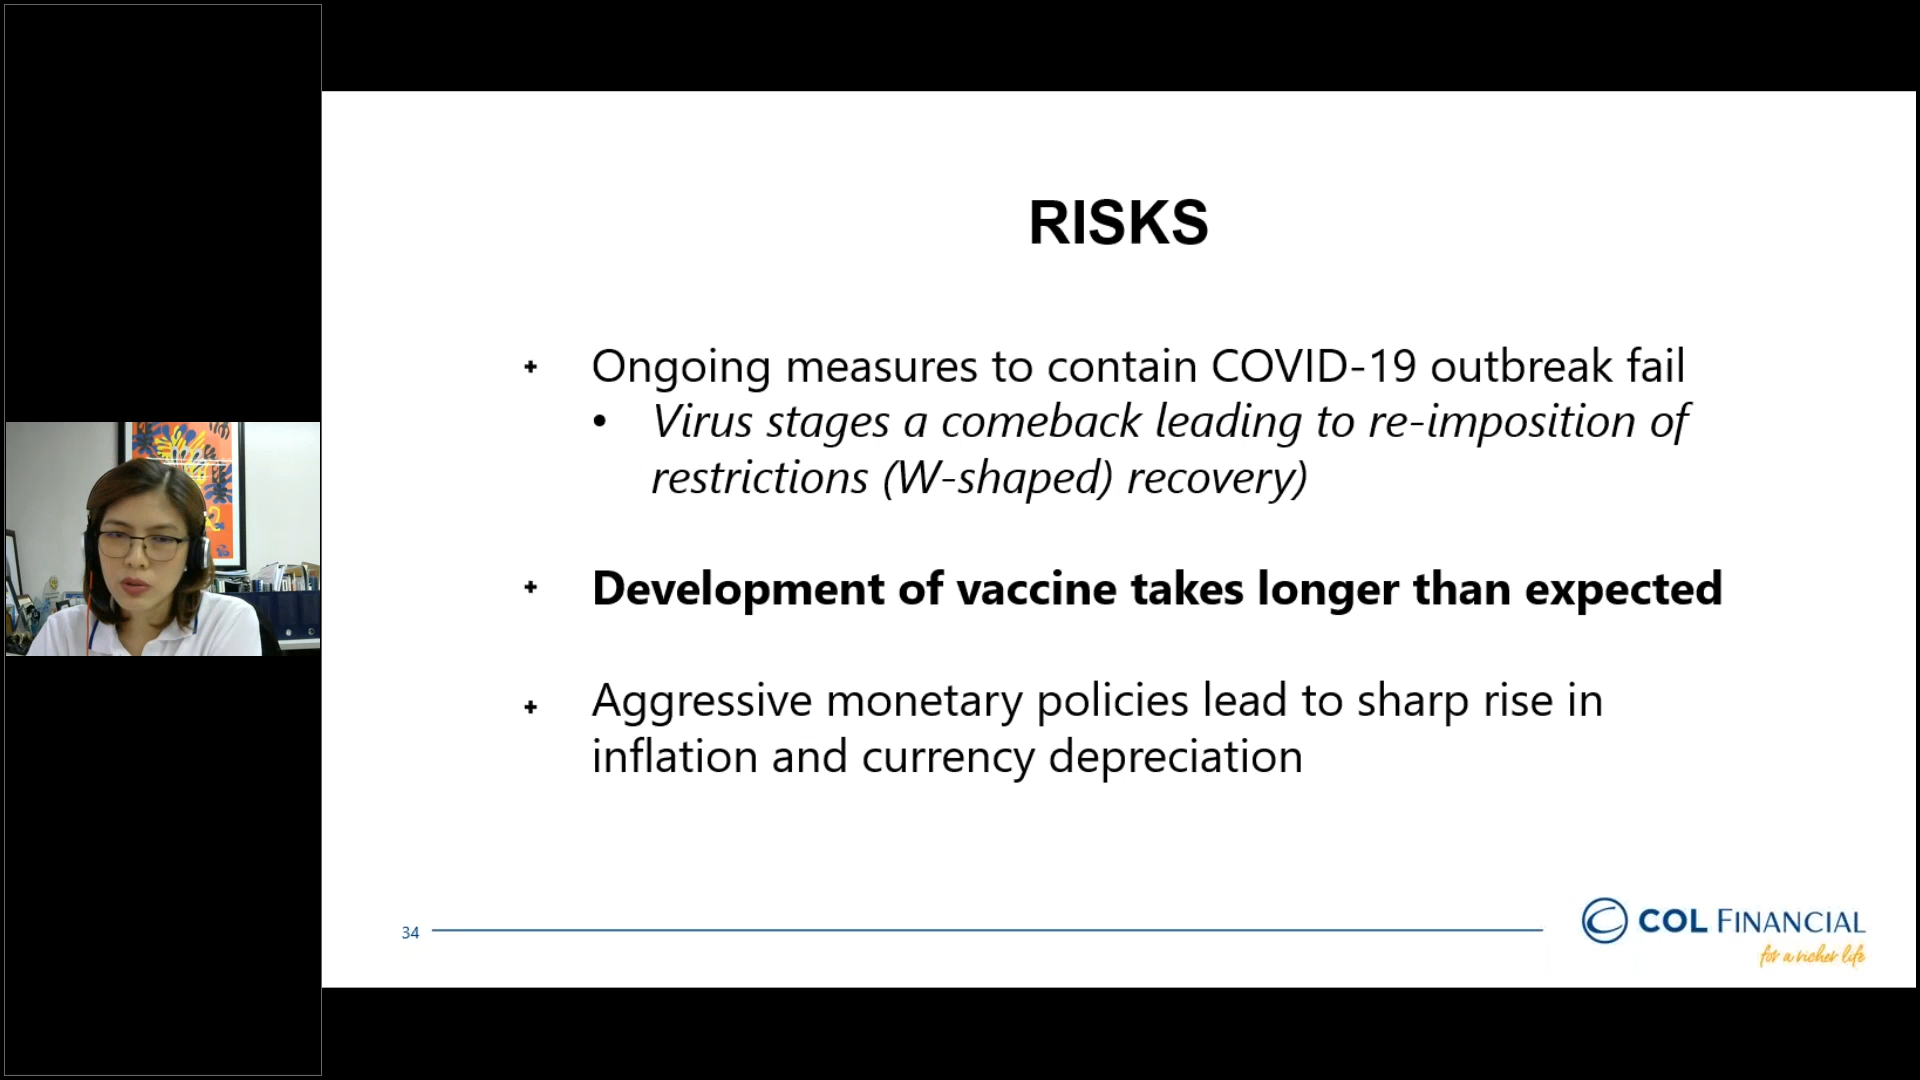 RISKS
+ Ongoing measures to contain COVID-19 outbreak fail
• Virus stages a comeback leading to re-imposition of
restrictions (W-shaped) recovery)
+ Development of vaccine takes longer than expected
+ Aggressive monetary policies lead to sharp rise in
inflation and currency depreciation
34
COL FINANCIAL
for a richer life